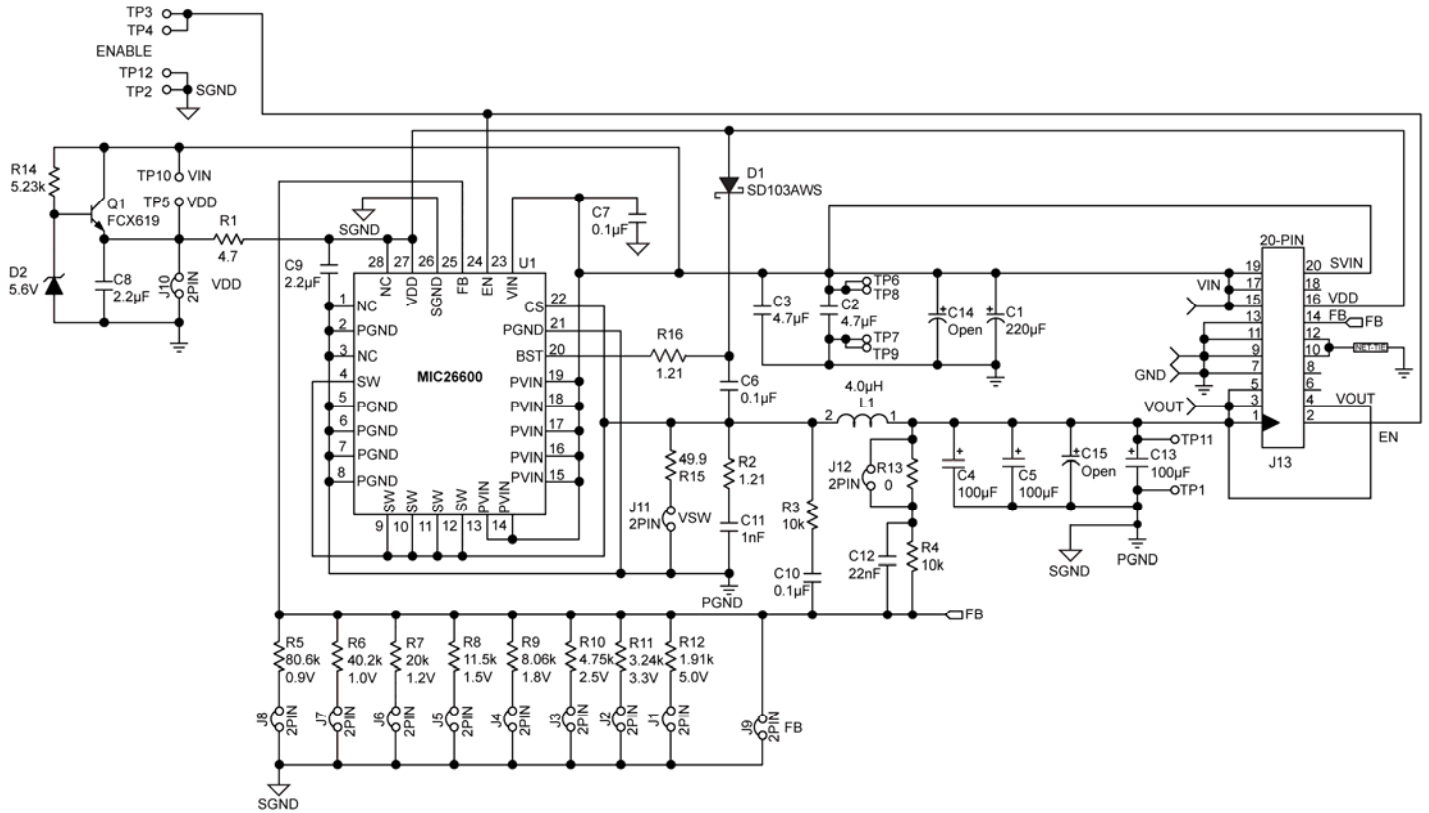 TP3
TP4
ENABLE
TP12
TP2
SGND
R14
5.23k
TP10
VIN
TP5
VDD
Q1
FCX619
R1
4.7
D2
5.6V
C8
2.2µF
J10
2PIN
VDD
SGND
C9
2.2µF
C7
0.1µF
D1
SD103AWS
28
27
26
25
24
23
U1
NC
VDD
SGND
FB
EN
VIN
1
NC
2
PGND
3
NC
4
SW
5
PGND
6
PGND
7
PGND
8
PGND
MIC26600
CS
22
PGND
21
BST
20
PVIN
19
PVIN
18
PVIN
17
PVIN
16
PVIN
15
SW
SW
SW
SW
PVIN
PVIN
9
10
11
12
13
14
R16
1.21
C6
0.1µF
C3
4.7µF
TP6
TP8
C2
4.7µF
TP7
TP9
C14
Open
C1
220µF
20-PIN
19
20
SVIN
VIN
17
18
15
16
VDD
13
14
FB
FB
11
12
9
10
NET-TIE
GND
7
8
5
6
VOUT
3
4
VOUT
1
2
EN
J13
4.0µH
2
L1
1
49.9
R15
R2
1.21
J11
2PIN
VSW
C11
1nF
PGND
R3
10k
C10
0.1µF
J12
2PIN
R13
0
C12
22nF
R4
10k
C4
100µF
C5
100µF
C15
Open
TP11
C13
100µF
TP1
SGND
PGND
FB
R5
80.6k
0.9V
R6
40.2k
1.0V
R7
20k
1.2V
R8
11.5k
1.5V
R9
8.06k
1.8V
R10
4.75k
2.5V
R11
3.24k
3.3V
R12
1.91k
5.0V
J8
2PIN
J7
2PIN
J6
2PIN
J5
2PIN
J4
2PIN
J3
2PIN
J2
2PIN
J1
2PIN
J9
2PIN
FB
SGND